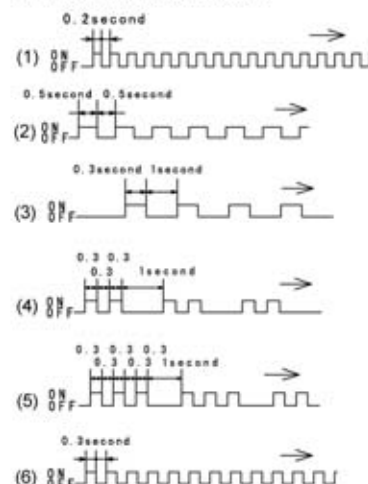 0.2second
(1) ON
OFF
0.5second 0.5second
(2) ON
OFF
0.3second 1second
(3) ON
OFF
0.3 0.3
0.3 1second
(4) ON
OFF
0.3 0.3 0.3
0.3 0.3 1second
(5) ON
OFF
0.3second
(6) ON
OFF